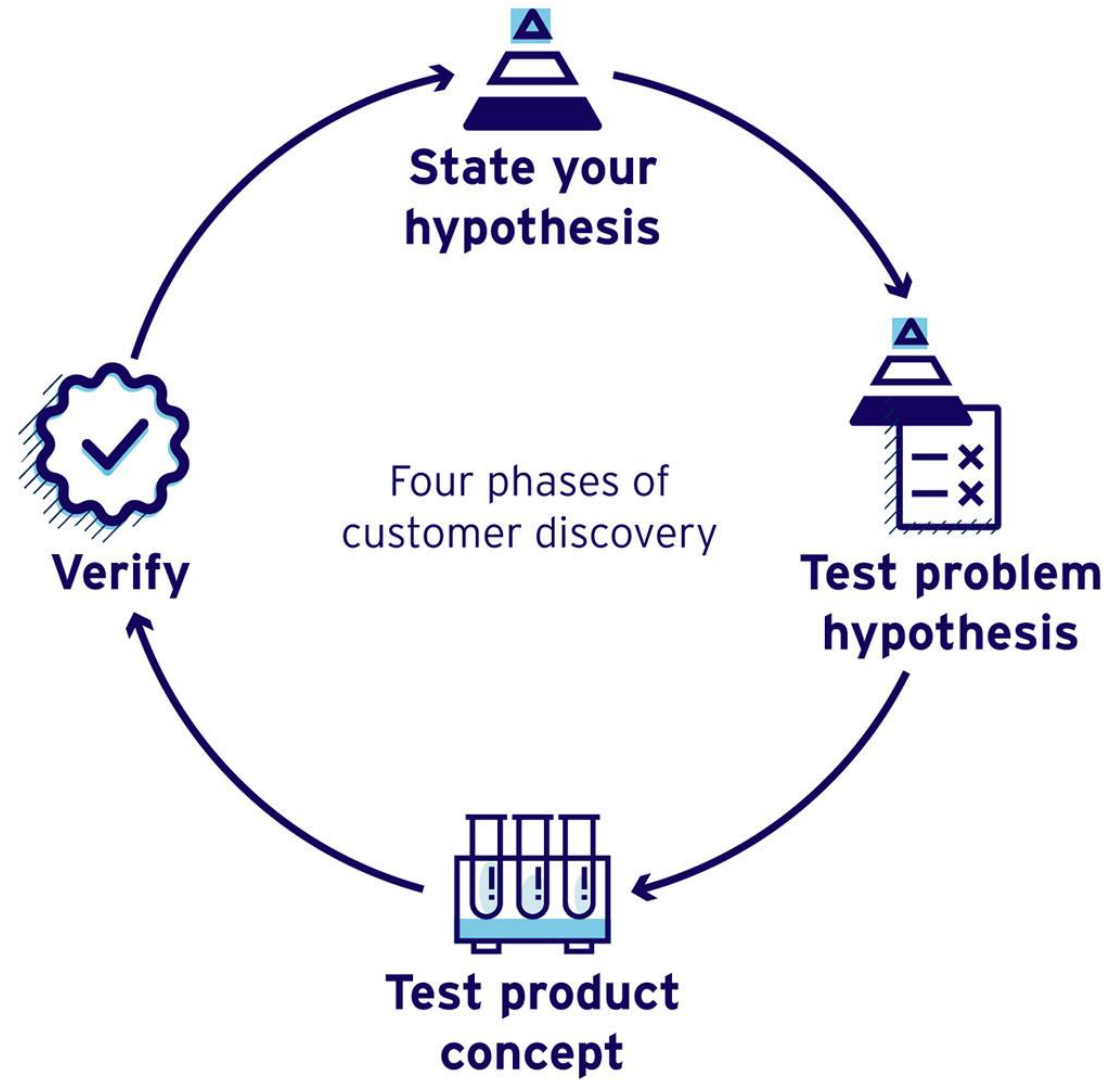 State your
hypothesis
Four phases of
customer discovery
Verify
Test problem
hypothesis
Test product
concept